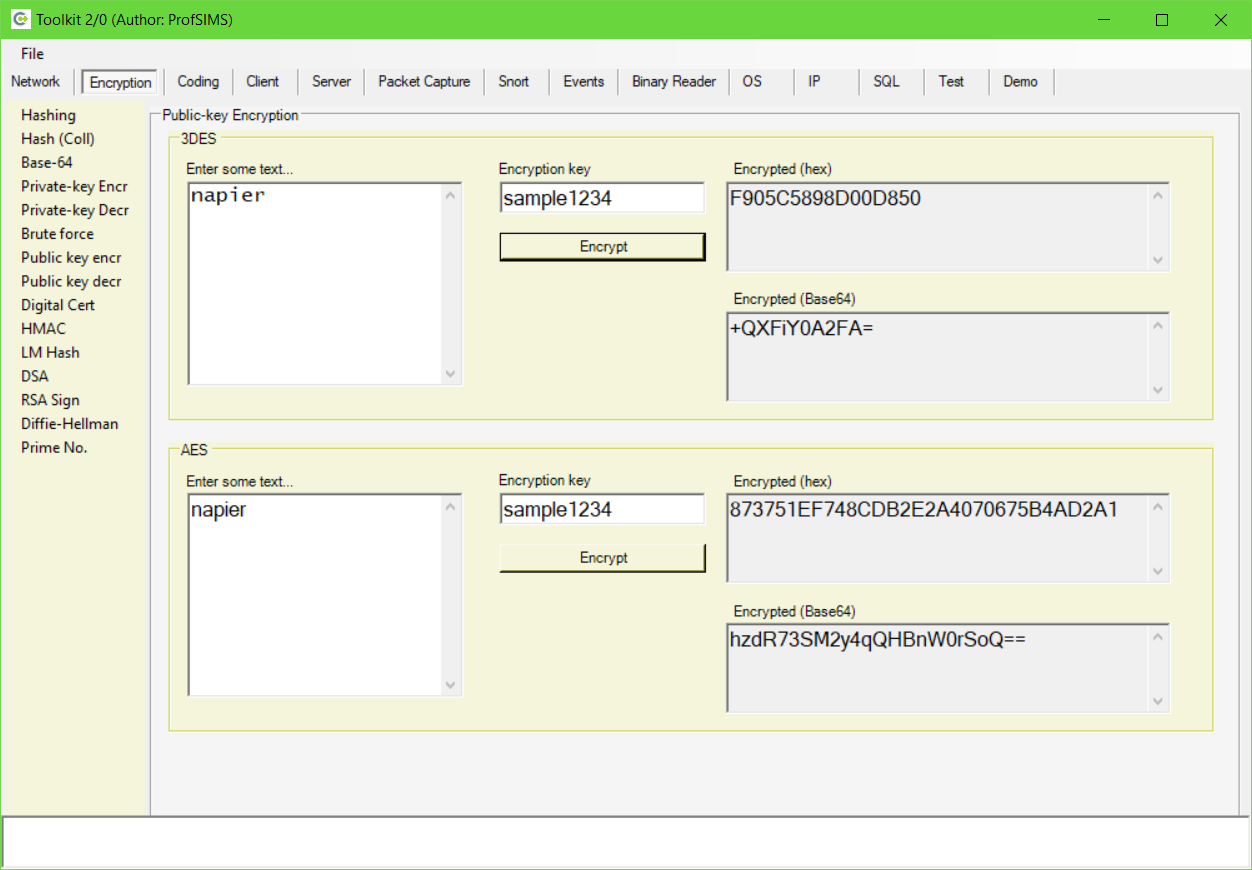 Toolkit 2/0 (Author: ProfSIMS)
File
Network Encryption Coding Client Server Packet Capture Snort Events Binary Reader OS IP SQL Test Demo
Hashing
Hash (Coll)
Base-64
Private-key Encr
Private-key Decr
Brute force
Public key encr
Public key decr
Digital Cert
HMAC
LM Hash
DSA
RSA Sign
Diffie-Hellman
Prime No.
Public-key Encryption
3DES
Enter some text...
napier
Encryption key
sample1234
Encrypt
Encrypted (hex)
F905C5898D00D850
Encrypted (Base64)
+QXFiY0A2FA=
AES
Enter some text...
napier
Encryption key
sample1234
Encrypt
Encrypted (hex)
873751EF748CDB2E2A4070675B4AD2A1
Encrypted (Base64)
hzdR73SM2y4qQHBnW0rSoQ==